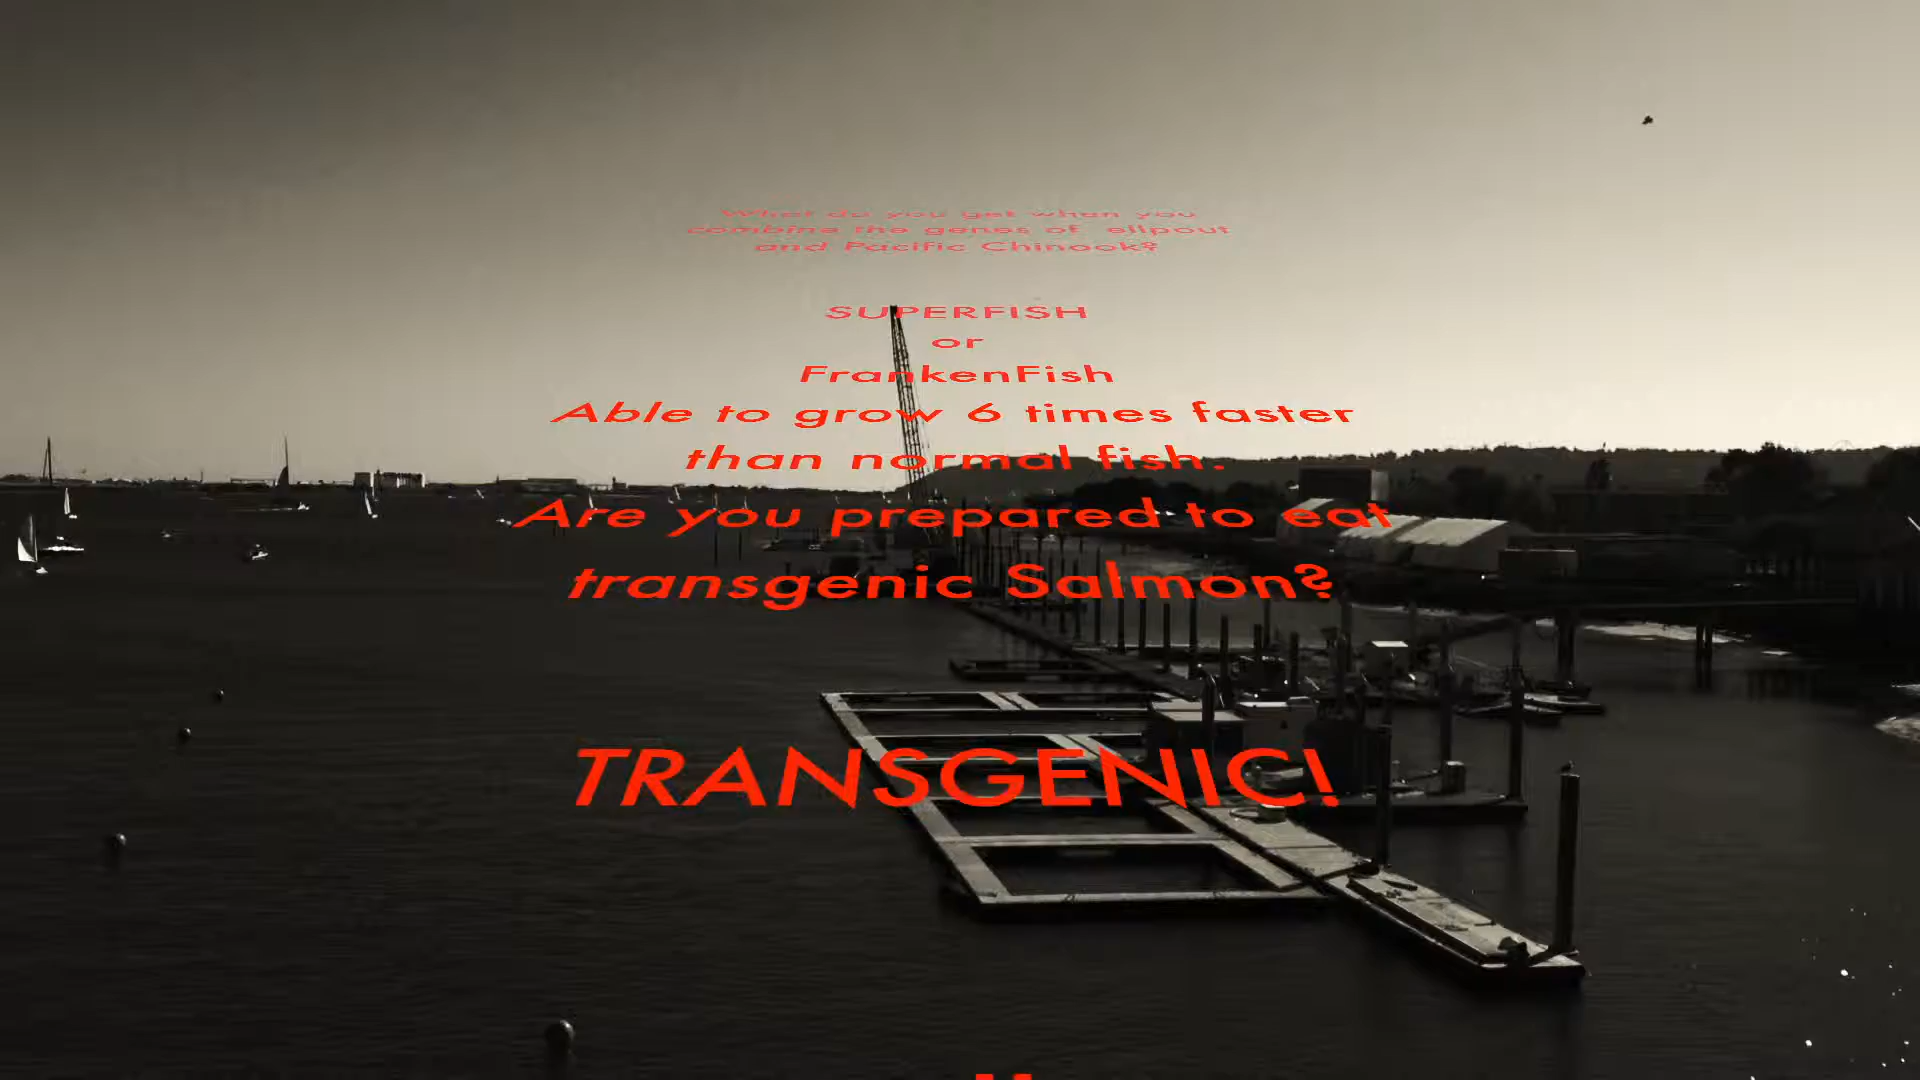 What do you get when you
combine the genes of ellpout
and Pacific Chinook?
SUPERFISH
or
FrankenFish
Able to grow 6 times faster
than normal fish.
Are you prepared to eat
transgenic Salmon?
TRANSGENIC!